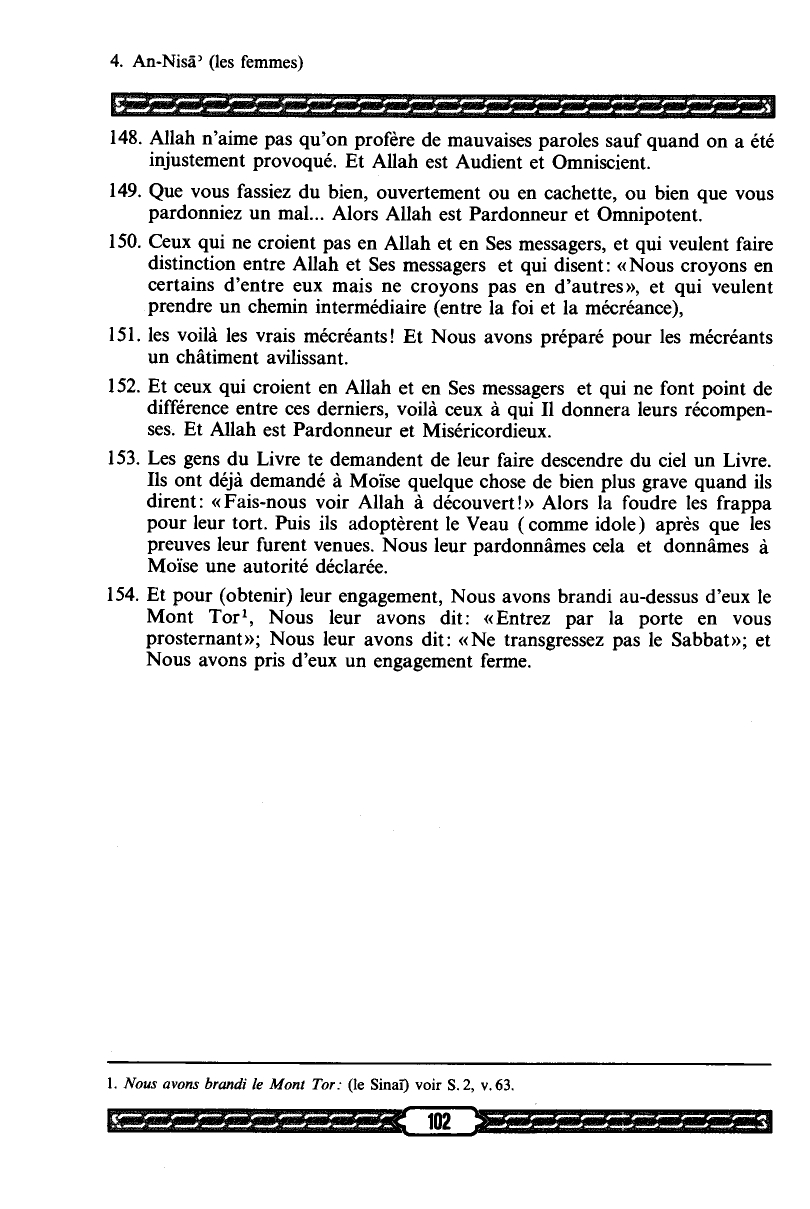 4. An-Nisāʾ (les femmes)
148. Allah n’aime pas qu’on profère de mauvaises paroles sauf quand on a été
injustement provoqué. Et Allah est Audient et Omniscient.
149. Que vous fassiez du bien, ouvertement ou en cachette, ou bien que vous
pardonniez un mal... Alors Allah est Pardonneur et Omnipotent.
150. Ceux qui ne croient pas en Allah et en Ses messagers, et qui veulent faire
distinction entre Allah et Ses messagers et qui disent: «Nous croyons en
certains d’entre eux mais ne croyons pas en d’autres», et qui veulent
prendre un chemin intermédiaire (entre la foi et la mécréance),
151. les voilà les vrais mécréants! Et Nous avons préparé pour les mécréants
un châtiment avilissant.
152. Et ceux qui croient en Allah et en Ses messagers et qui ne font point de
différence entre ces derniers, voilà ceux à qui Il donnera leurs récompen-
ses. Et Allah est Pardonneur et Miséricordieux.
153. Les gens du Livre te demandent de leur faire descendre du ciel un Livre.
Ils ont déjà demandé à Moïse quelque chose de bien plus grave quand ils
dirent: «Fais-nous voir Allah à découvert!» Alors la foudre les frappa
pour leur tort. Puis ils adoptèrent le Veau (comme idole) après que les
preuves leur furent venues. Nous leur pardonnâmes cela et donnâmes à
Moïse une autorité déclarée.
154. Et pour (obtenir) leur engagement, Nous avons brandi au-dessus d’eux le
Mont Tor¹, Nous leur avons dit: «Entrez par la porte en vous
prosternant»; Nous leur avons dit: «Ne transgressez pas le Sabbat»; et
Nous avons pris d’eux un engagement ferme.
1. Nous avons brandi le Mont Tor: (le Sinaī) voir S. 2, v. 63.
102